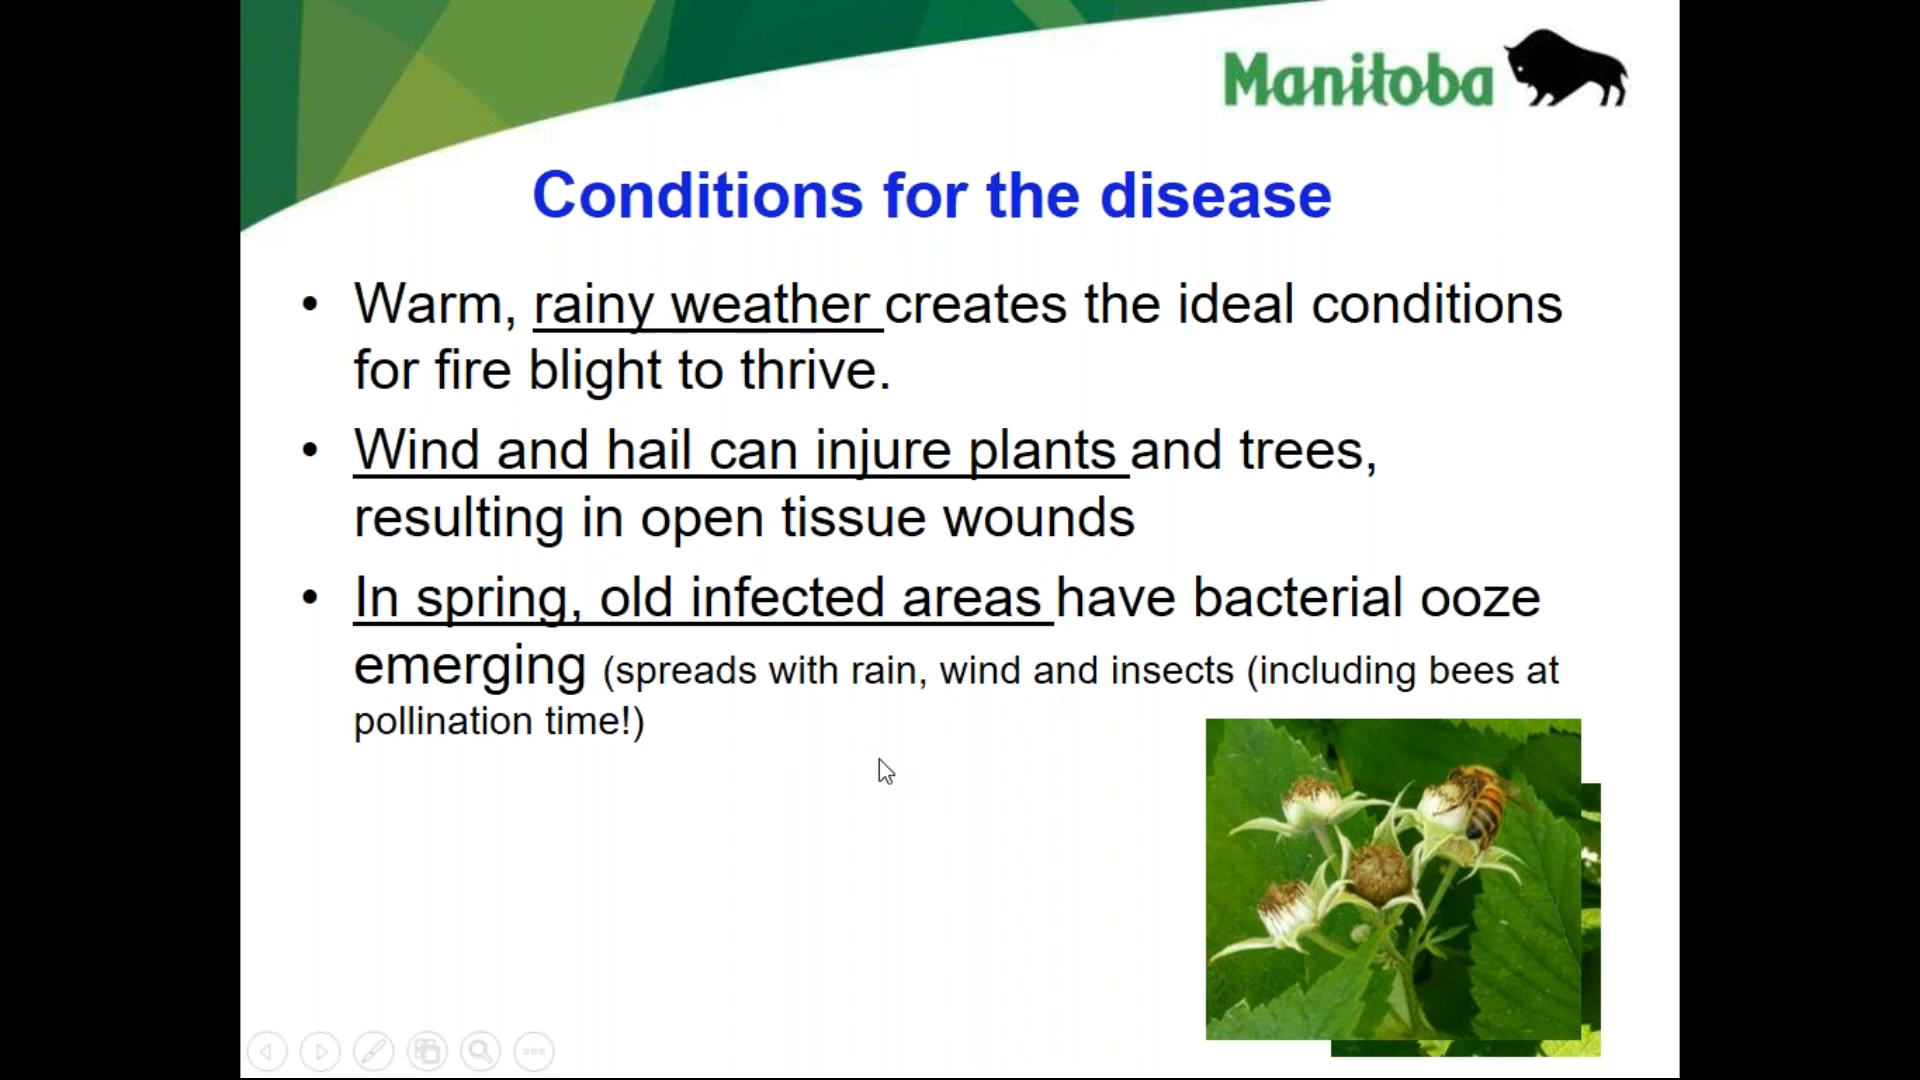 Manitoba
Conditions for the disease
• Warm, rainy weather creates the ideal conditions
for fire blight to thrive.
• Wind and hail can injure plants and trees,
resulting in open tissue wounds
• In spring, old infected areas have bacterial ooze
emerging (spreads with rain, wind and insects (including bees at
pollination time!)